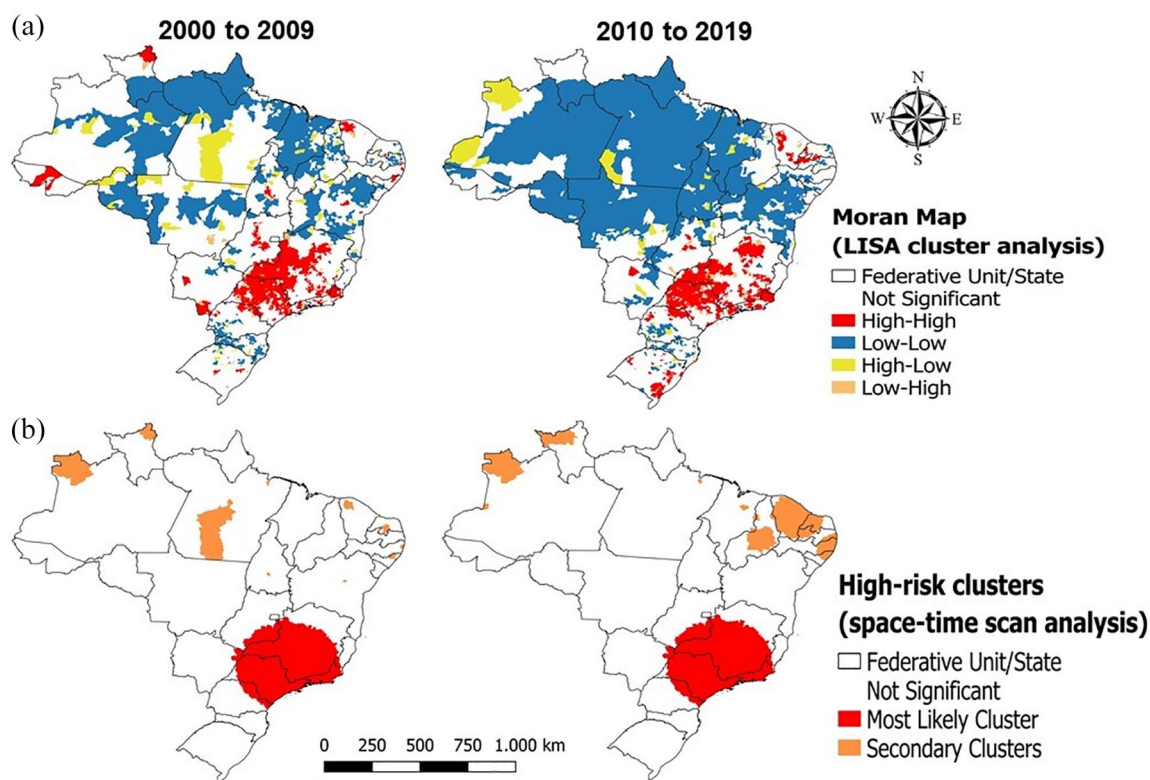 (a)
2000 to 2009
2010 to 2019
N
W
E
S
Moran Map
(LISA cluster analysis)
Federative Unit/State
Not Significant
High-High
Low-Low
High-Low
Low-High
(b)
High-risk clusters
(space-time scan analysis)
Federative Unit/State
Not Significant
Most Likely Cluster
Secondary Clusters
0 250 500 750 1.000 km